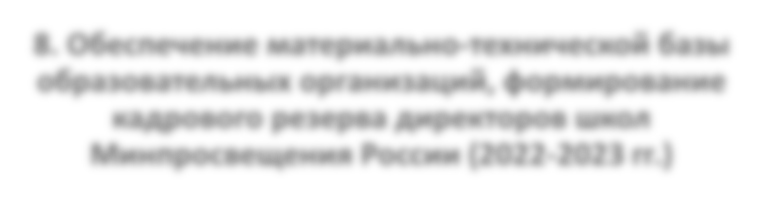 8. Обеспечение материально-технической базы
образовательных организаций, формирование
кадрового резерва директоров школ
Минпросвещения России (2022-2023 гг.)